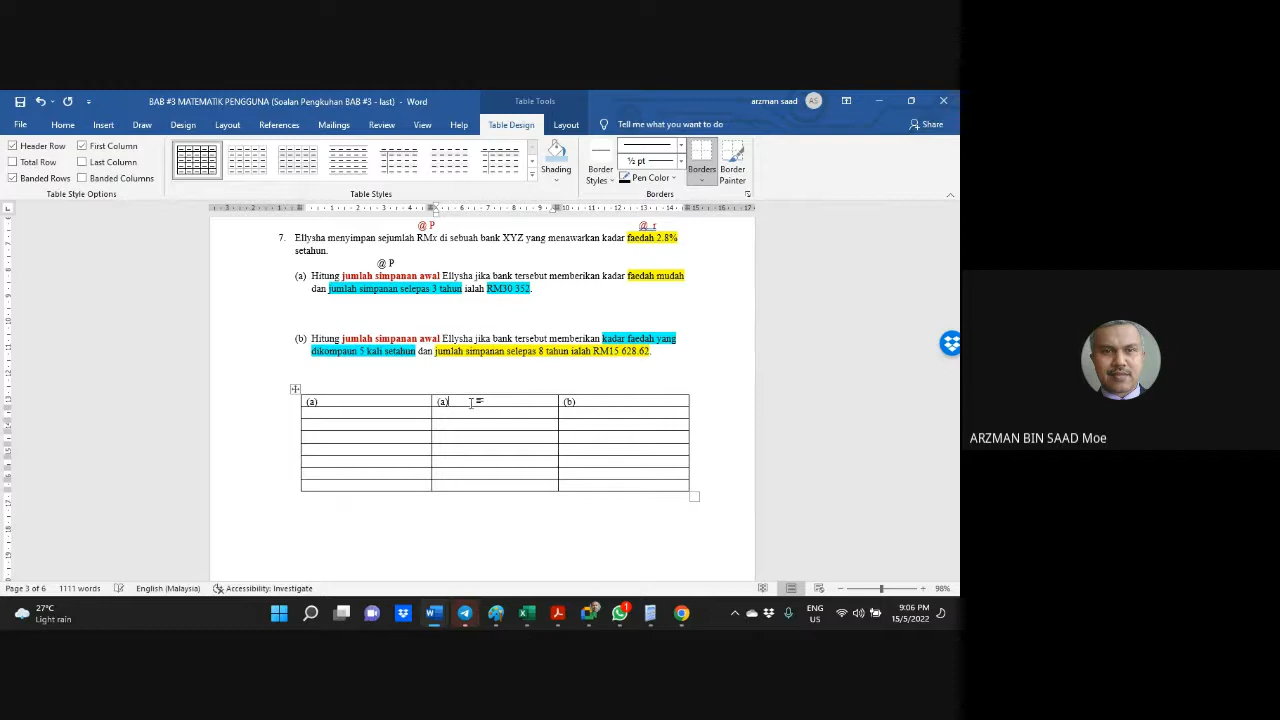 BAB #3 MATEMATIK PENGGUNA (Soalan Pengkuhan BAB #3 - last) - Word
Table Tools
arzman saad
AS
File Home Insert Draw Design Layout References Mailings Review View Help Table Design Layout Tell me what you want to do Share
Header Row First Column
Total Row Last Column
Banded Rows Banded Columns
Table Style Options
Table Styles
Shading
Border Styles
½ pt
Pen Color
Borders
Border Painter
Borders
@ P @ r
7. Ellysha menyimpan sejumlah RMx di sebuah bank XYZ yang menawarkan kadar faedah 2.8%
setahun.
@ P
(a) Hitung jumlah simpanan awal Ellysha jika bank tersebut memberikan kadar faedah mudah
dan jumlah simpanan selepas 3 tahun ialah RM30 352.
(b) Hitung jumlah simpanan awal Ellysha jika bank tersebut memberikan kadar faedah yang
dikompaun 5 kali setahun dan jumlah simpanan selepas 8 tahun ialah RM15 628.62.
(a) (a) (b)
ARZMAN BIN SAAD Moe
Page 3 of 6 1111 words English (Malaysia) Accessibility: Investigate 98%
27°C
Light rain
1
ENG
US
9:06 PM
15/5/2022